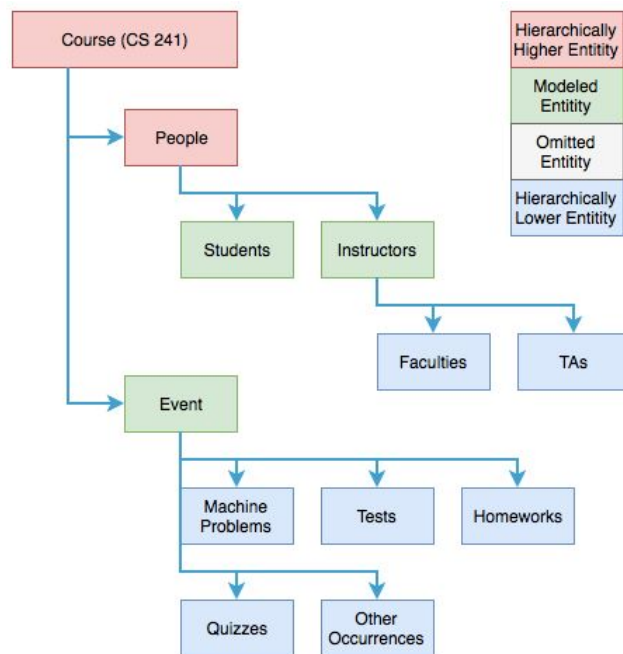 Course (CS 241)
Hierarchically
Higher Entitity
Modeled
Entitity
Omitted
Entitity
Hierarchically
Lower Entitity
People
Students
Instructors
Faculties
TAs
Event
Machine
Problems
Tests
Homeworks
Quizzes
Other
Occurrences